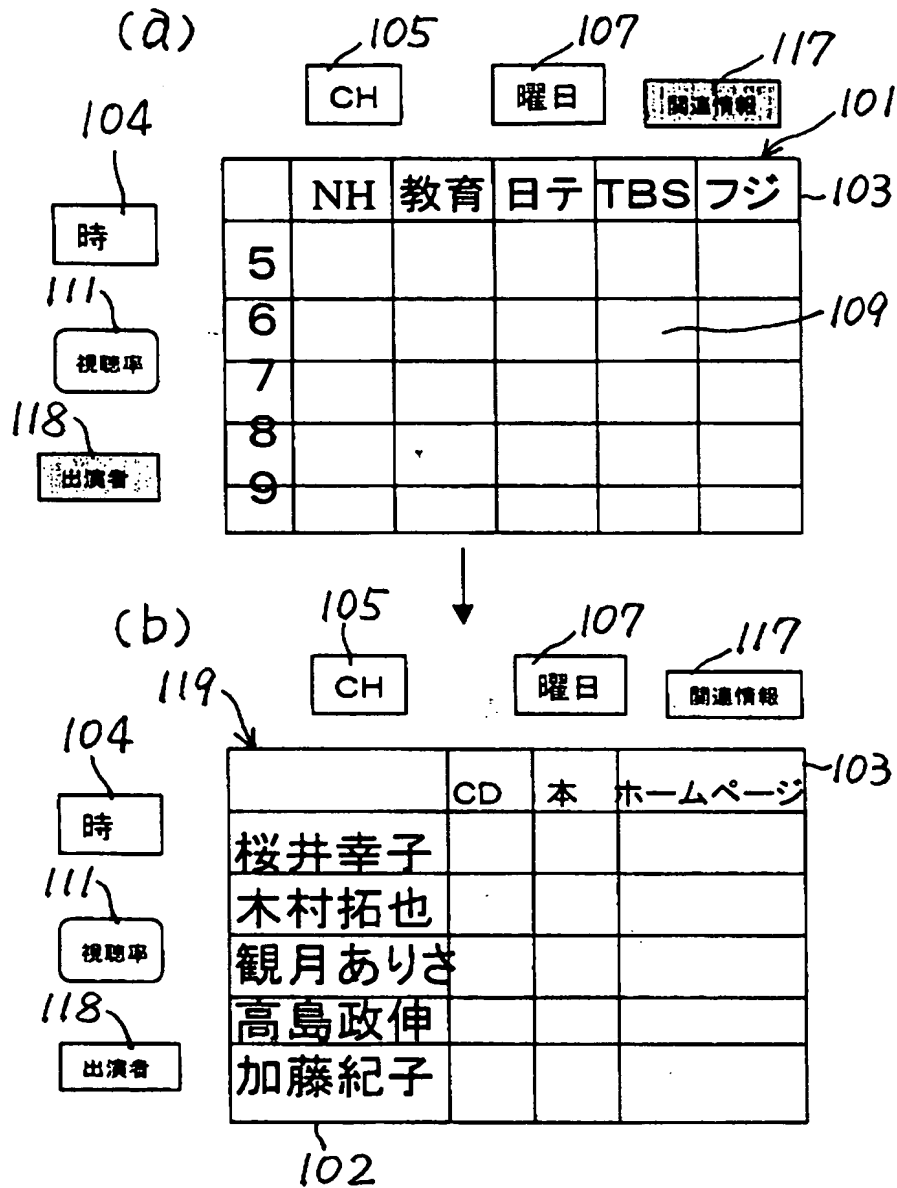 (a)
105
107
117
CH
曜日
関連情報
101
104
時
NH 教育 日テ TBS フジ
103
5
111
視聴率
6
109
7
118
出演者
8
9
(b)
105
107
117
CH
曜日
関連情報
119
104
時
CD 本 ホームページ
103
桜井幸子
111
視聴率
木村拓也
観月ありさ
118
出演者
高島政伸
加藤紀子
102